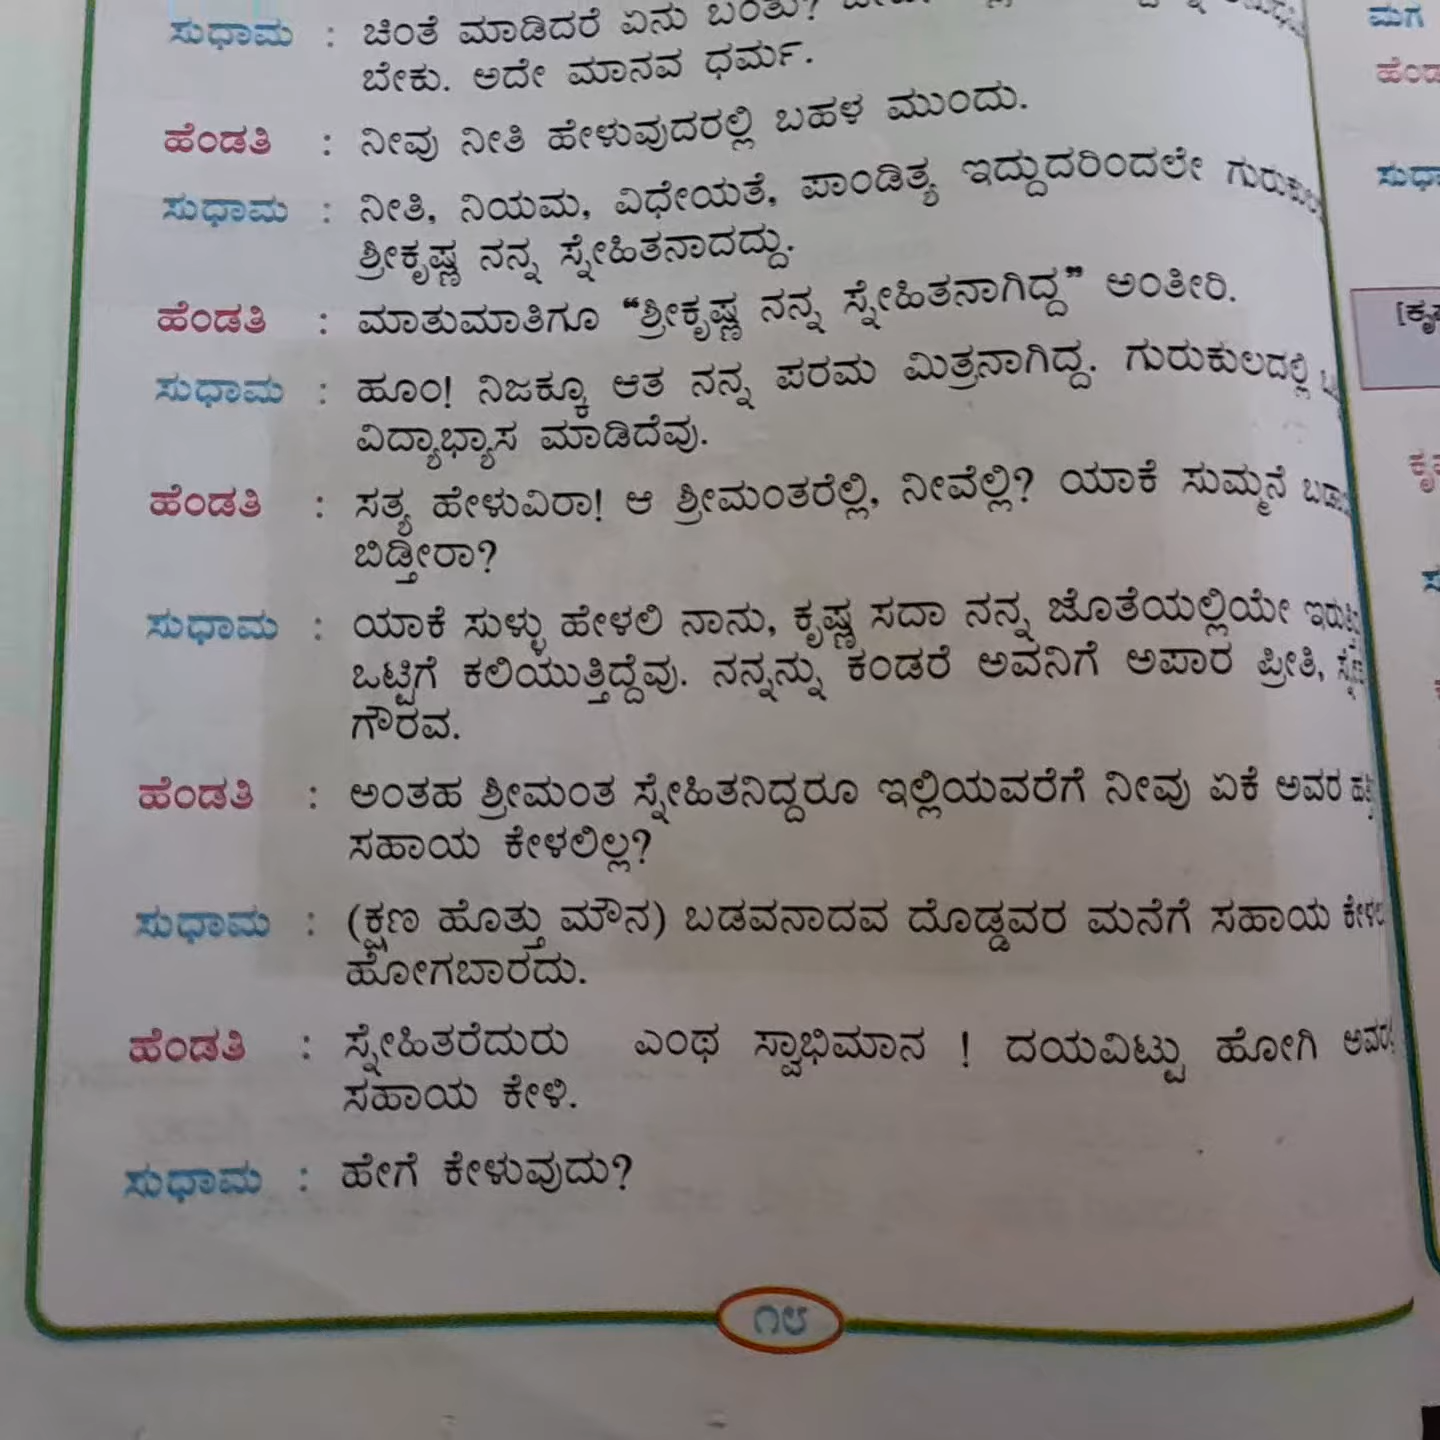 ಸುಧಾಮ : ಚಿಂತೆ ಮಾಡಿದರೆ ಏನು ಬಂತು?
ಬೇಕು. ಅದೇ ಮಾನವ ಧರ್ಮ.
ಹೆಂಡತಿ : ನೀವು ನೀತಿ ಹೇಳುವುದರಲ್ಲಿ ಬಹಳ ಮುಂದು.
ಸುಧಾಮ : ನೀತಿ, ನಿಯಮ, ವಿಧೇಯತೆ, ಪಾಂಡಿತ್ಯ ಇದ್ದುದರಿಂದಲೇ
ಶ್ರೀಕೃಷ್ಣ ನನ್ನ ಸ್ನೇಹಿತನಾದದ್ದು.
ಹೆಂಡತಿ : ಮಾತುಮಾತಿಗೂ “ಶ್ರೀಕೃಷ್ಣ ನನ್ನ ಸ್ನೇಹಿತನಾಗಿದ್ದ” ಅಂತೀರಿ.
ಸುಧಾಮ : ಹೂಂ! ನಿಜಕ್ಕೂ ಆತ ನನ್ನ ಪರಮ ಮಿತ್ರನಾಗಿದ್ದ. ಗುರುಕುಲದಲ್ಲಿ
ವಿದ್ಯಾಭ್ಯಾಸ ಮಾಡಿದೆವು.
ಹೆಂಡತಿ : ಸತ್ಯ ಹೇಳುವಿರಾ! ಆ ಶ್ರೀಮಂತರೆಲ್ಲಿ, ನೀವೆಲ್ಲಿ? ಯಾಕೆ ಸುಮ್ಮನೆ
ಬಿಡ್ತೀರಾ?
ಸುಧಾಮ : ಯಾಕೆ ಸುಳ್ಳು ಹೇಳಲಿ ನಾನು, ಕೃಷ್ಣ ಸದಾ ನನ್ನ ಜೊತೆಯಲ್ಲಿಯೇ
ಒಟ್ಟಿಗೆ ಕಲಿಯುತ್ತಿದ್ದೆವು. ನನ್ನನ್ನು ಕಂಡರೆ ಅವನಿಗೆ ಅಪಾರ ಪ್ರೀತಿ,
ಗೌರವ.
ಹೆಂಡತಿ : ಅಂತಹ ಶ್ರೀಮಂತ ಸ್ನೇಹಿತನಿದ್ದರೂ ಇಲ್ಲಿಯವರೆಗೆ ನೀವು ಏಕೆ ಅವರ
ಸಹಾಯ ಕೇಳಲಿಲ್ಲ?
ಸುಧಾಮ : (ಕ್ಷಣ ಹೊತ್ತು ಮೌನ) ಬಡವನಾದವ ದೊಡ್ಡವರ ಮನೆಗೆ ಸಹಾಯ
ಹೋಗಬಾರದು.
ಹೆಂಡತಿ : ಸ್ನೇಹಿತರೆದುರು ಎಂಥ ಸ್ವಾಭಿಮಾನ ! ದಯವಿಟ್ಟು ಹೋಗಿ
ಸಹಾಯ ಕೇಳಿ.
ಸುಧಾಮ : ಹೇಗೆ ಕೇಳುವುದು?
೧೮
ಮಗ